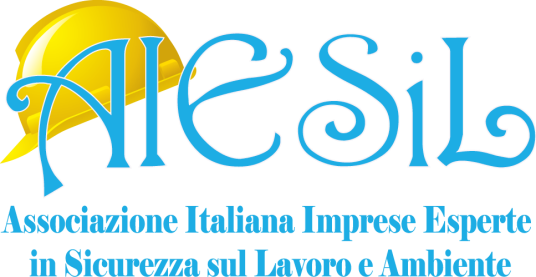 AIESiL
Associazione Italiana Imprese Esperte
in Sicurezza sul Lavoro e Ambiente